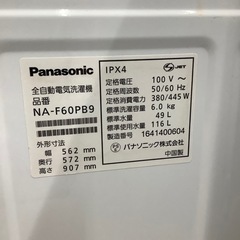 Panasonic
全自動電気洗濯機
品番
NA-F60PB9
外形寸法
幅 562 mm
奥行 572 mm
高さ 907 mm
IPX4
JET
定格電圧 100 V～
定格周波数 50/60 Hz
定格消費電力 380/445 W
標準洗濯容量 6.0 kg
標準水量 49 L
標準使用水量 116 L
製造番号 1641400604
パナソニック株式会社
中国製